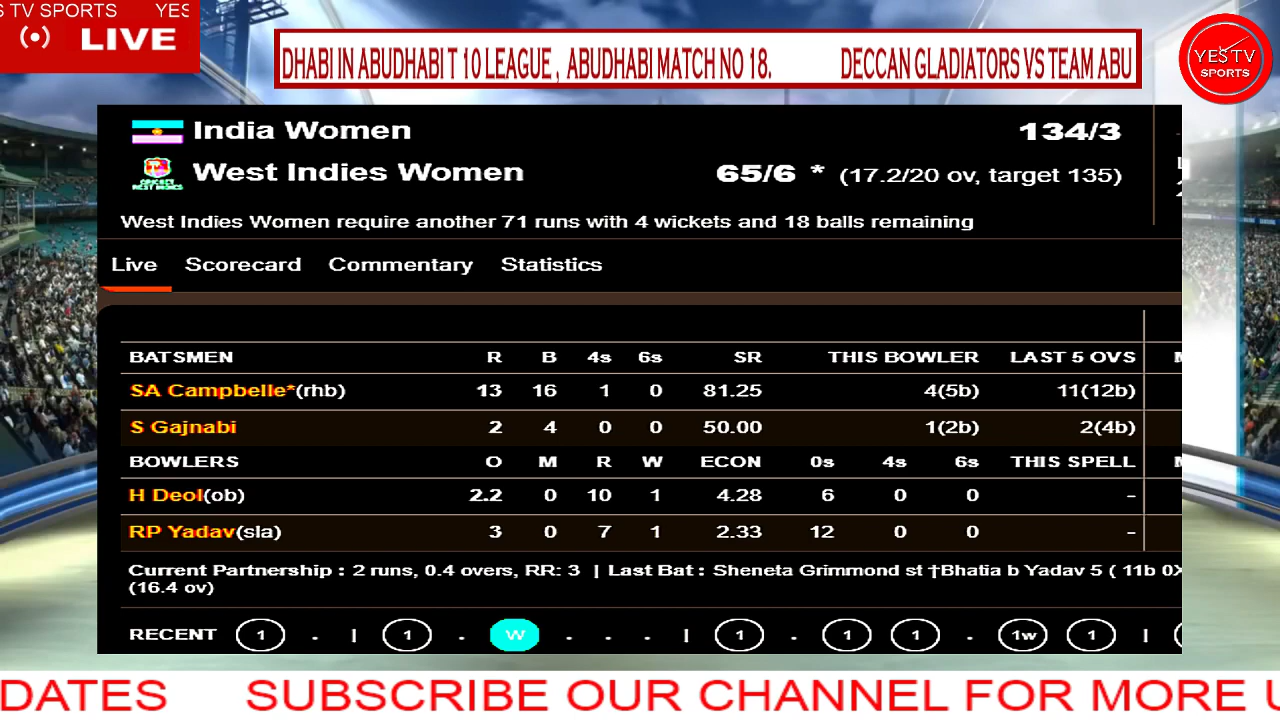 S TV SPORTS YES
LIVE
DHABI IN ABUDHABI T 10 LEAGUE , ABUDHABI MATCH NO 18. DECCAN GLADIATORS VS TEAM ABU
YES TV
SPORTS
India Women 134/3
West Indies Women 65/6 * (17.2/20 ov, target 135)
West Indies Women require another 71 runs with 4 wickets and 18 balls remaining
Live Scorecard Commentary Statistics
BATSMEN R B 4s 6s SR THIS BOWLER LAST 5 OVS
SA Campbelle*(rhb) 13 16 1 0 81.25 4(5b) 11(12b)
S Gajnabi 2 4 0 0 50.00 1(2b) 2(4b)
BOWLERS O M R W ECON 0s 4s 6s THIS SPELL
H Deol(ob) 2.2 0 10 1 4.28 6 0 0 -
RP Yadav(sla) 3 0 7 1 2.33 12 0 0 -
Current Partnership : 2 runs, 0.4 overs, RR: 3 | Last Bat : Sheneta Grimmond st †Bhatia b Yadav 5 ( 11b 0X
(16.4 ov)
RECENT 1 . | 1 . W . . . | 1 . 1 1 . 1w 1 |
DATES SUBSCRIBE OUR CHANNEL FOR MORE U